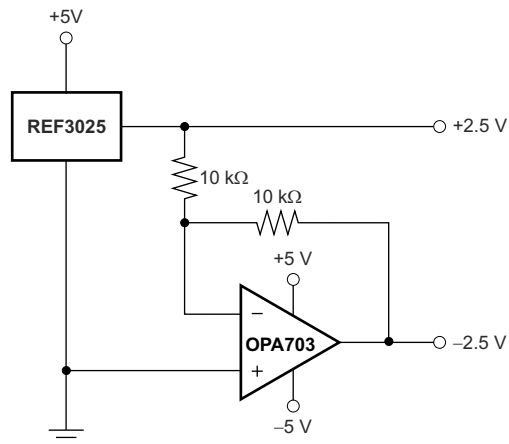 +5V
REF3025
+2.5 V
10 kΩ
10 kΩ
+5 V
−
OPA703
+
−2.5 V
−5 V